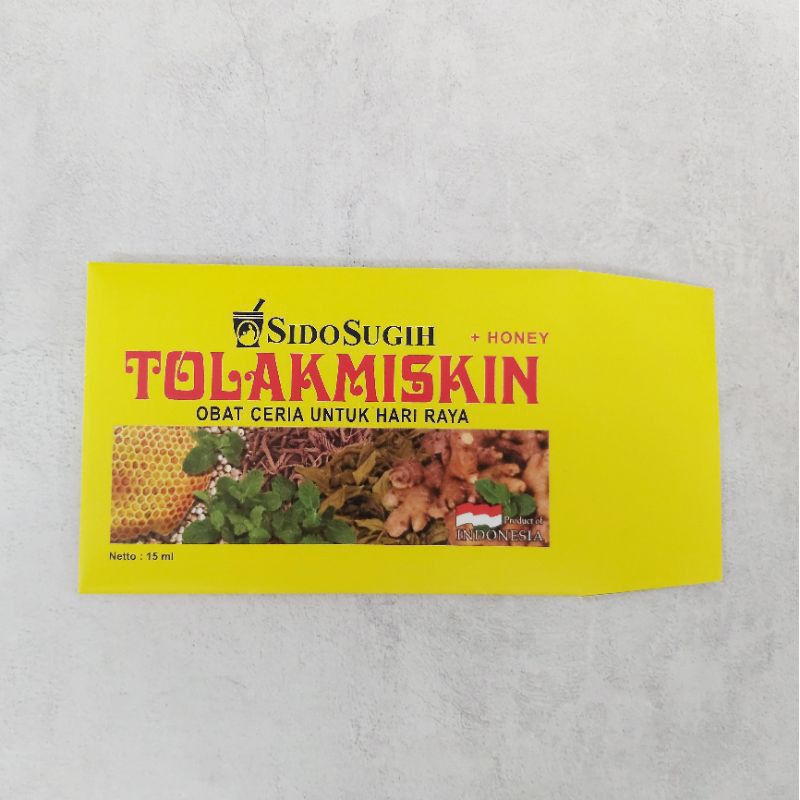 SIDOSUGIH
+ HONEY
TOLAKMISKIN
OBAT CERIA UNTUK HARI RAYA
Product of
INDONESIA
Netto : 15 ml